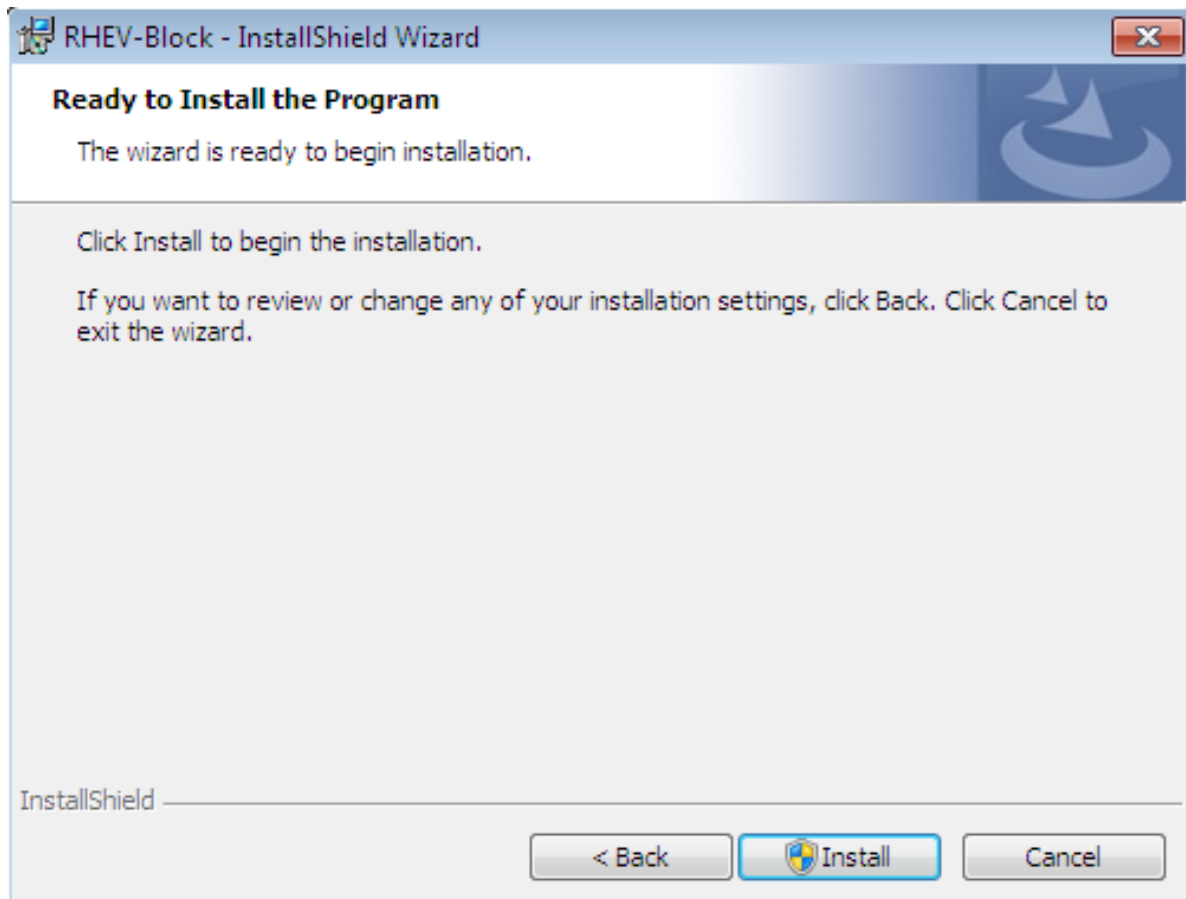 RHEV-Block - InstallShield Wizard
Ready to Install the Program
The wizard is ready to begin installation.
Click Install to begin the installation.
If you want to review or change any of your installation settings, click Back. Click Cancel to
exit the wizard.
InstallShield
< Back
Install
Cancel